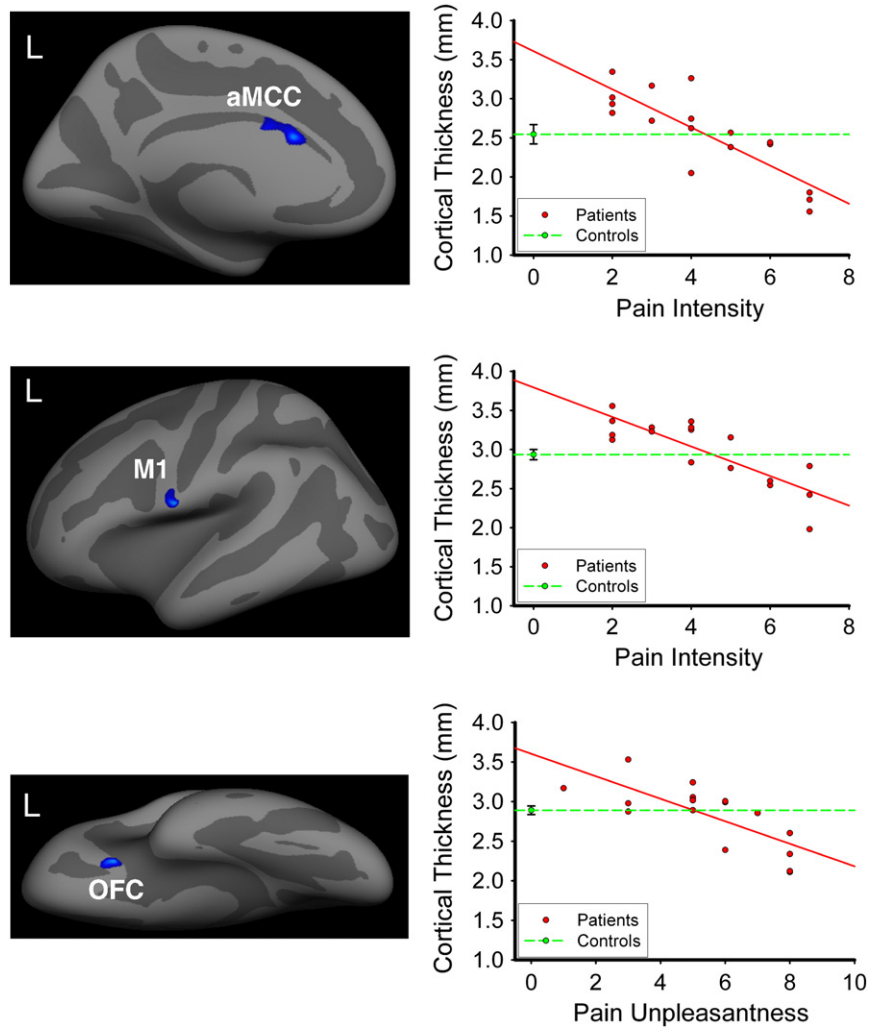 L
aMCC
Cortical Thickness (mm)
4.0
3.5
3.0
2.5
2.0
1.5
1.0
Patients
Controls
0 2 4 6 8
Pain Intensity
L
M1
Cortical Thickness (mm)
4.0
3.5
3.0
2.5
2.0
1.5
1.0
Patients
Controls
0 2 4 6 8
Pain Intensity
L
OFC
Cortical Thickness (mm)
4.0
3.5
3.0
2.5
2.0
1.5
1.0
Patients
Controls
0 2 4 6 8 10
Pain Unpleasantness